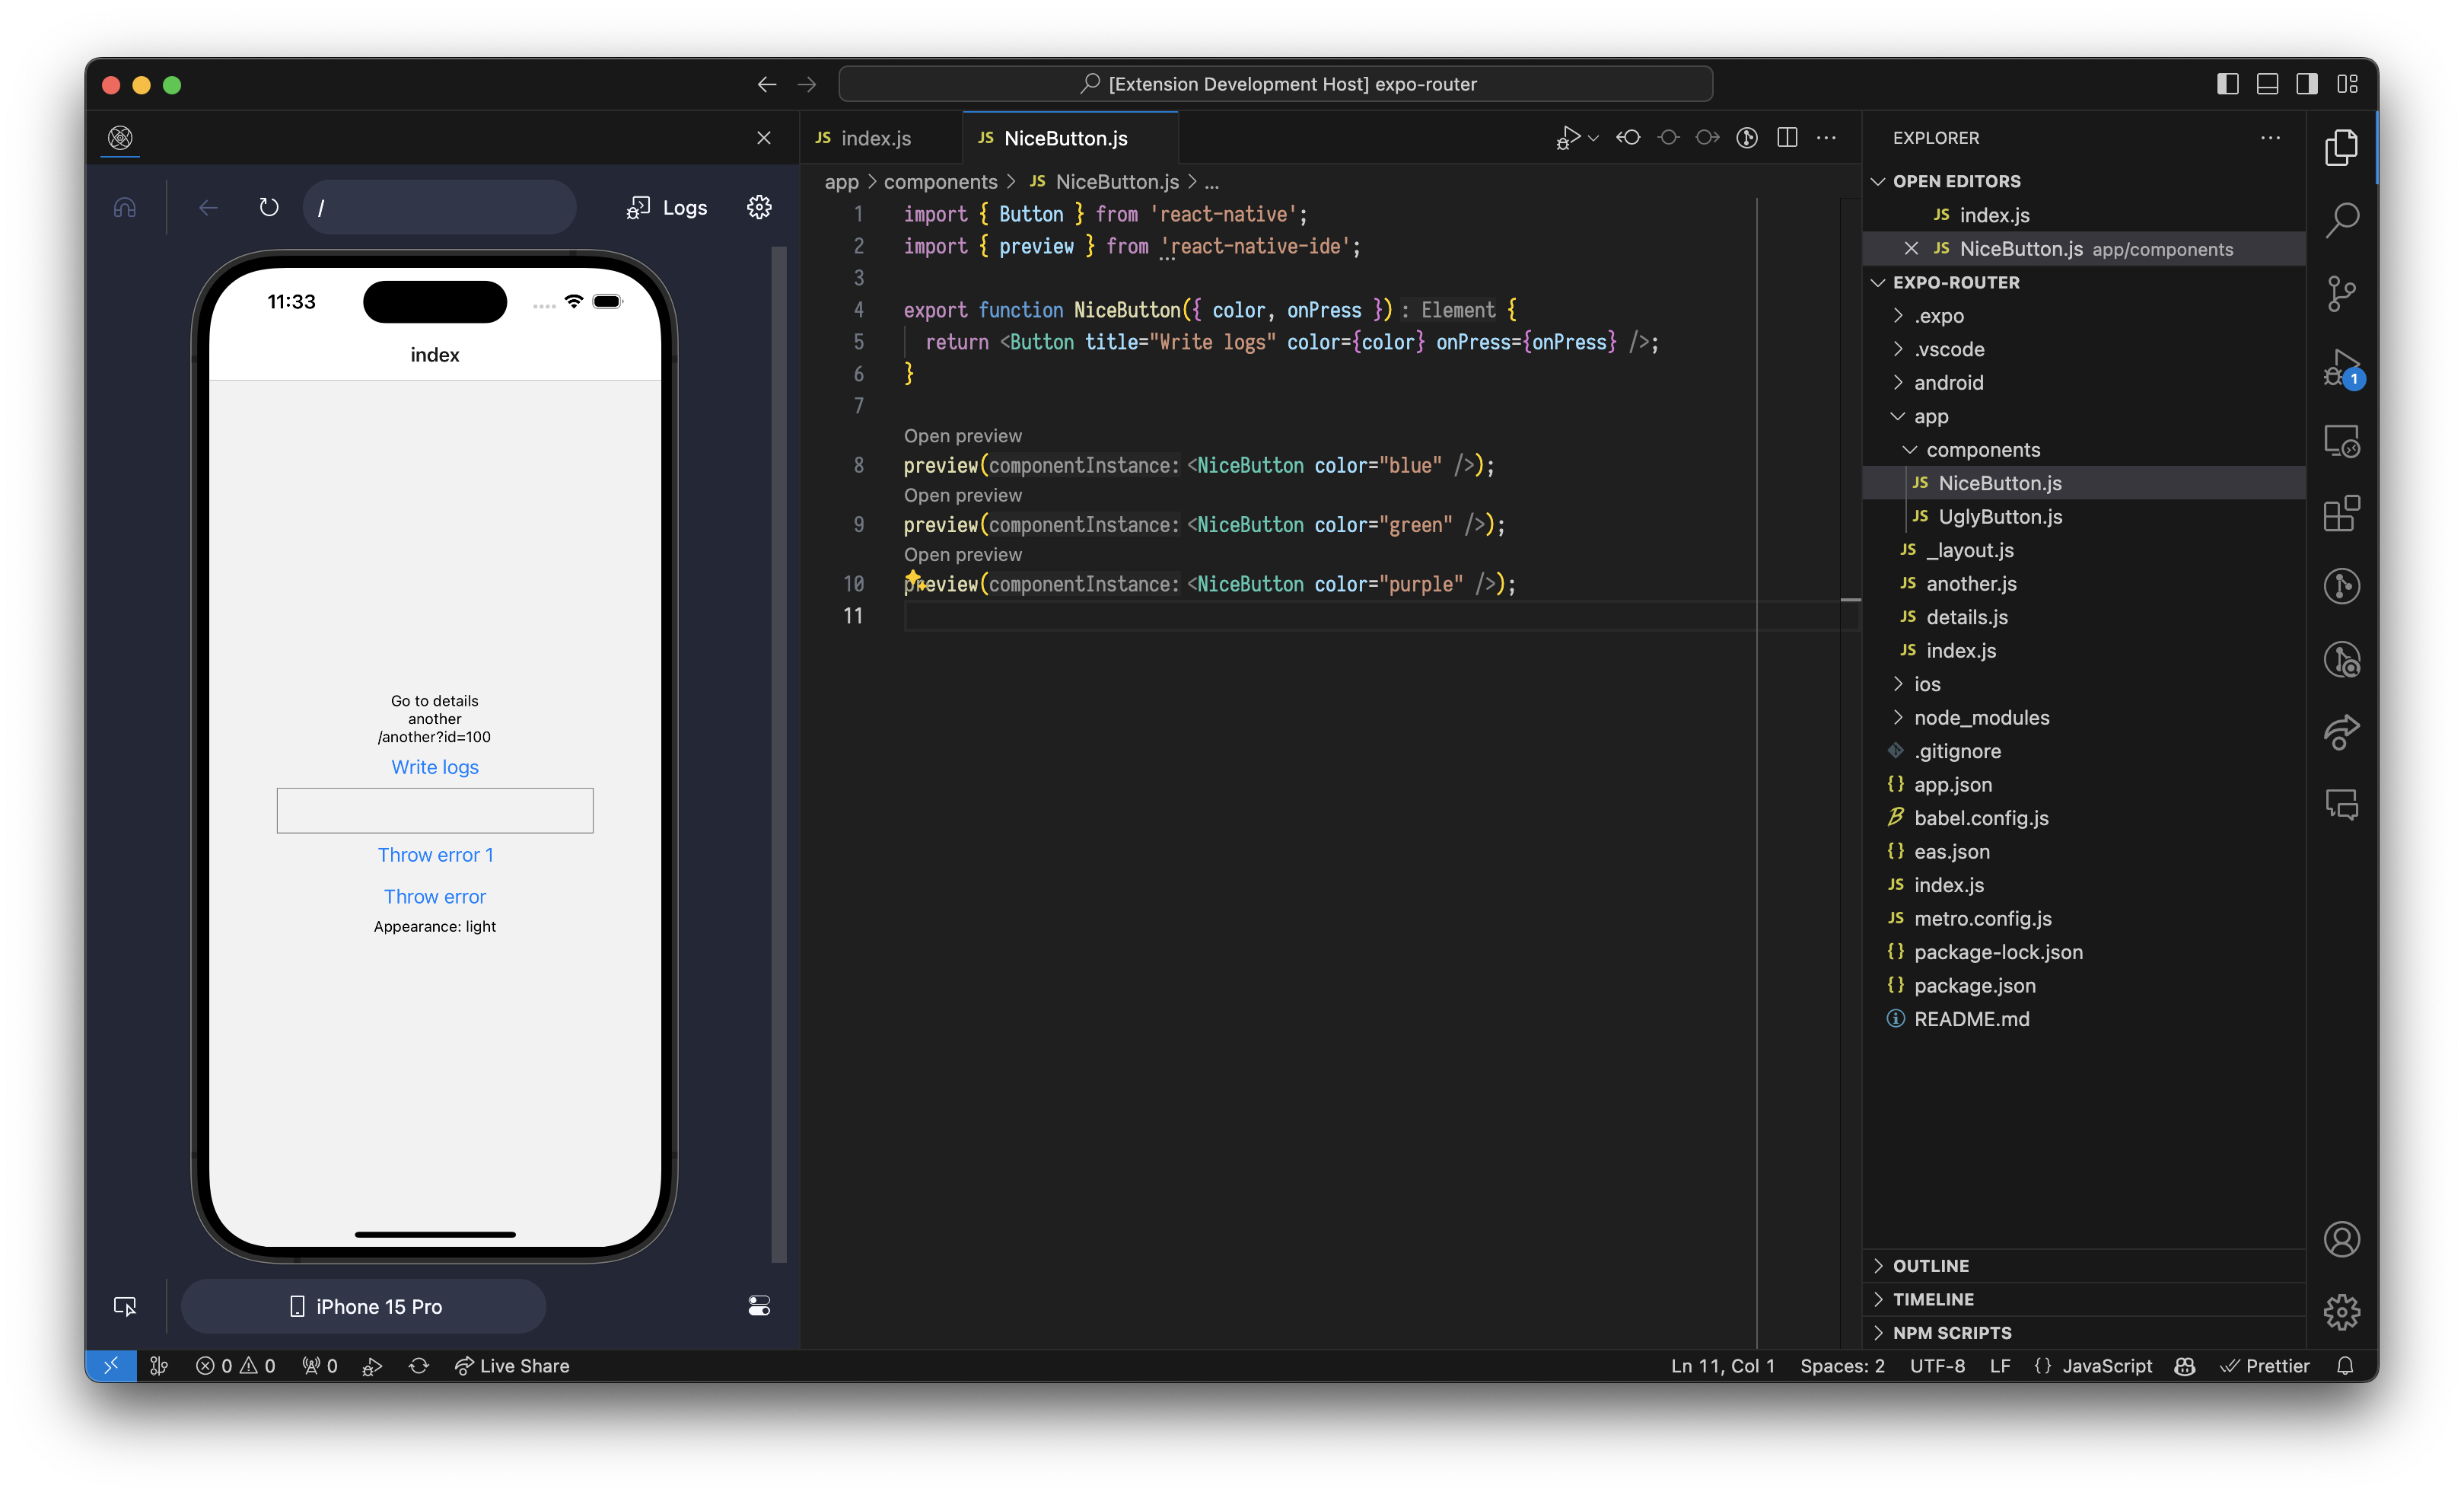 [Extension Development Host] expo-router
/
Logs
11:33
index
Go to details
another
/another?id=100
Write logs
Throw error 1
Throw error
Appearance: light
iPhone 15 Pro
JS index.js
JS NiceButton.js
app > components > JS NiceButton.js > ...
1 import { Button } from 'react-native';
2 import { preview } from 'react-native-ide';
3
4 export function NiceButton({ color, onPress }) : Element {
5 return <Button title="Write logs" color={color} onPress={onPress} />;
6 }
7
Open preview
8 preview(componentInstance: <NiceButton color="blue" />);
Open preview
9 preview(componentInstance: <NiceButton color="green" />);
Open preview
10 preview(componentInstance: <NiceButton color="purple" />);
11
EXPLORER
OPEN EDITORS
JS index.js
JS NiceButton.js app/components
EXPO-ROUTER
.expo
.vscode
android
app
components
JS NiceButton.js
JS UglyButton.js
JS _layout.js
JS another.js
JS details.js
JS index.js
ios
node_modules
.gitignore
{} app.json
babel.config.js
{} eas.json
JS index.js
JS metro.config.js
{} package-lock.json
{} package.json
README.md
OUTLINE
TIMELINE
NPM SCRIPTS
1
0 0 0 Live Share
Ln 11, Col 1 Spaces: 2 UTF-8 LF {} JavaScript Prettier